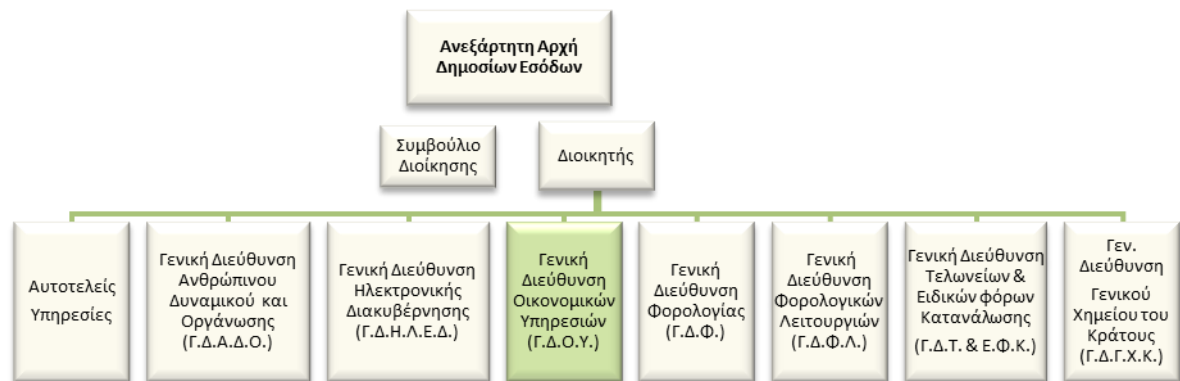 Ανεξάρτητη Αρχή
Δημοσίων Εσόδων
Συμβούλιο
Διοίκησης
Διοικητής
Αυτοτελείς
Υπηρεσίες
Γενική Διεύθυνση
Ανθρώπινου
Δυναμικού και
Οργάνωσης
(Γ.Δ.Α.Δ.Ο.)
Γενική Διεύθυνση
Ηλεκτρονικής
Διακυβέρνησης
(Γ.Δ.Η.Λ.Ε.Δ.)
Γενική
Διεύθυνση
Οικονομικών
Υπηρεσιών
(Γ.Δ.Ο.Υ.)
Γενική
Διεύθυνση
Φορολογίας
(Γ.Δ.Φ.)
Γενική
Διεύθυνση
Φορολογικών
Λειτουργιών
(Γ.Δ.Φ.Λ.)
Γενική Διεύθυνση
Τελωνείων &
Ειδικών φόρων
Κατανάλωσης
(Γ.Δ.Τ. & Ε.Φ.Κ.)
Γεν.
Διεύθυνση
Γενικού
Χημείου του
Κράτους
(Γ.Δ.Γ.Χ.Κ.)